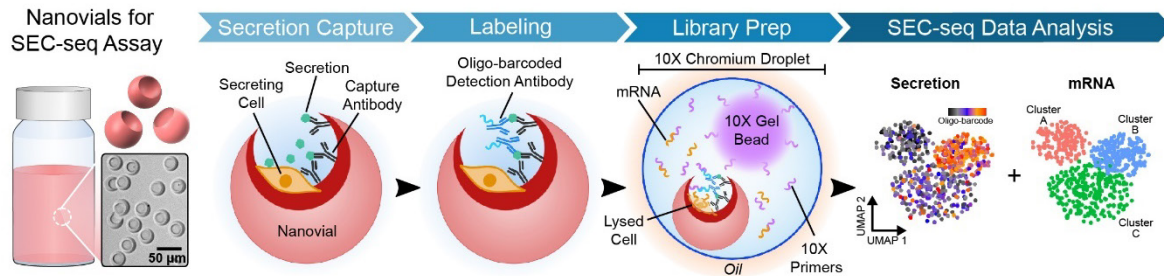 Nanovials for
SEC-seq Assay
50 µm
Secretion Capture
Secretion
Secreting
Cell
Capture
Antibody
Nanovial
Labeling
Oligo-barcoded
Detection Antibody
Library Prep
10X Chromium Droplet
mRNA
10X Gel
Bead
Lysed
Cell
10X
Primers
Oil
SEC-seq Data Analysis
Secretion
Oligo-barcode
UMAP 2
UMAP 1
+
mRNA
Cluster
A
Cluster
B
Cluster
C